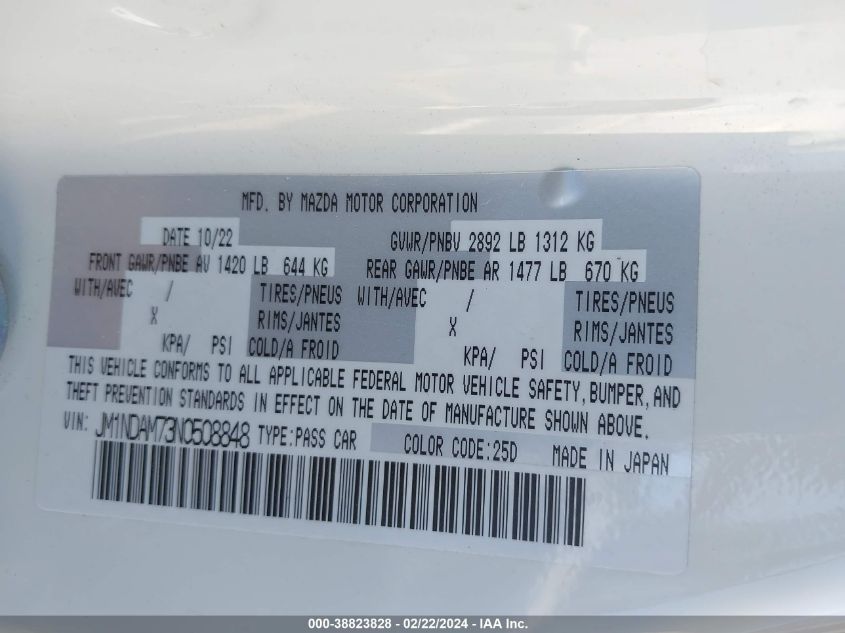 MFD. BY MAZDA MOTOR CORPORATION
DATE 10/22 GVWR/PNBV 2892 LB 1312 KG
FRONT GAWR/PNBE AV 1420 LB 644 KG REAR GAWR/PNBE AR 1477 LB 670 KG
WITH/AVEC / TIRES/PNEUS WITH/AVEC / TIRES/PNEUS
X RIMS/JANTES X RIMS/JANTES
KPA/ PSI COLD/A FROID KPA/ PSI COLD/A FROID
THIS VEHICLE CONFORMS TO ALL APPLICABLE FEDERAL MOTOR VEHICLE SAFETY, BUMPER, AND
THEFT PREVENTION STANDARDS IN EFFECT ON THE DATE OF MANUFACTURE SHOWN ABOVE.
VIN: JM1NDAM73N0508848 TYPE:PASS CAR COLOR CODE:25D MADE IN JAPAN
000-38823828 - 02/22/2024 - IAA Inc.